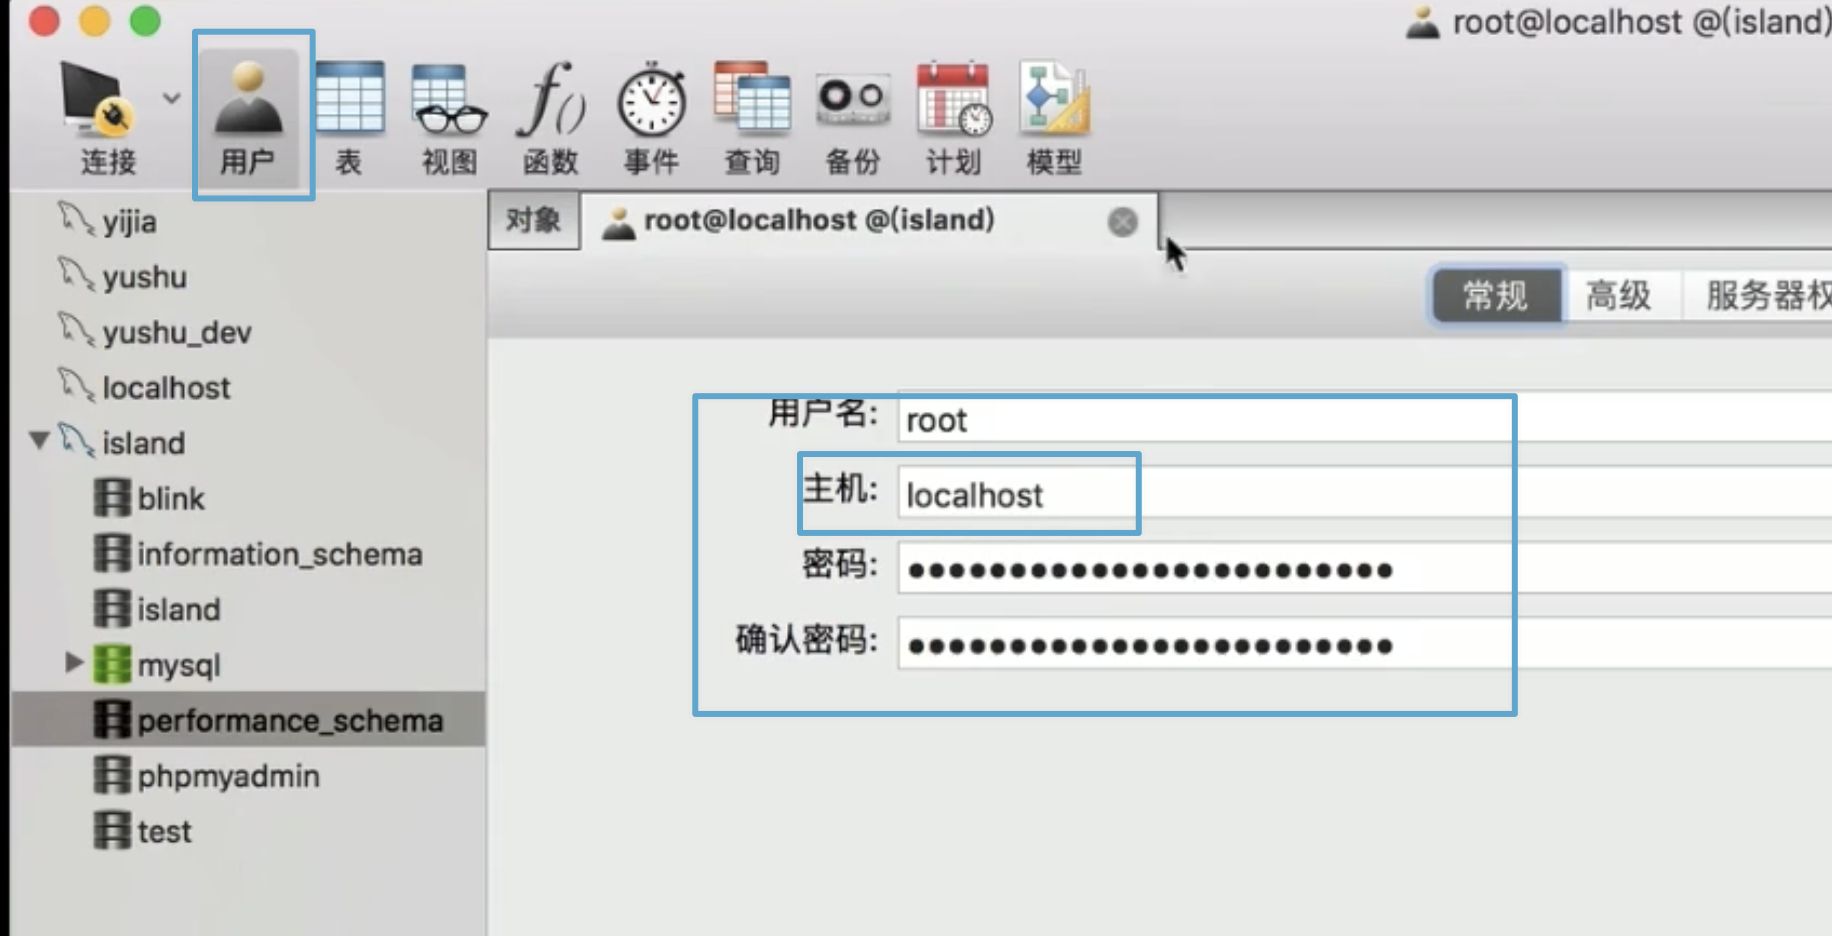 root@localhost @(island)
连接
用户
表
视图
函数
事件
查询
备份
计划
模型
yijia
yushu
yushu_dev
localhost
island
blink
information_schema
island
mysql
performance_schema
phpmyadmin
test
对象
root@localhost @(island)
常规
高级
服务器权
用户名: root
主机: localhost
密码: ●●●●●●●●●●●●●●●●●●●●●●●●
确认密码: ●●●●●●●●●●●●●●●●●●●●●●●●